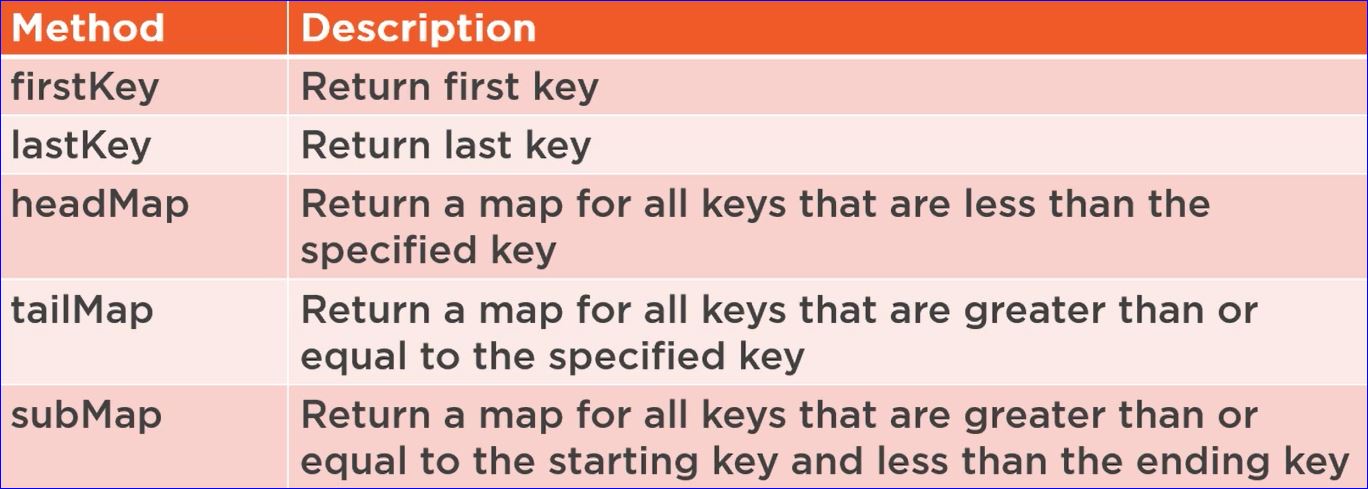 Method Description
firstKey Return first key
lastKey Return last key
headMap Return a map for all keys that are less than the
specified key
tailMap Return a map for all keys that are greater than or
equal to the specified key
subMap Return a map for all keys that are greater than or
equal to the starting key and less than the ending key